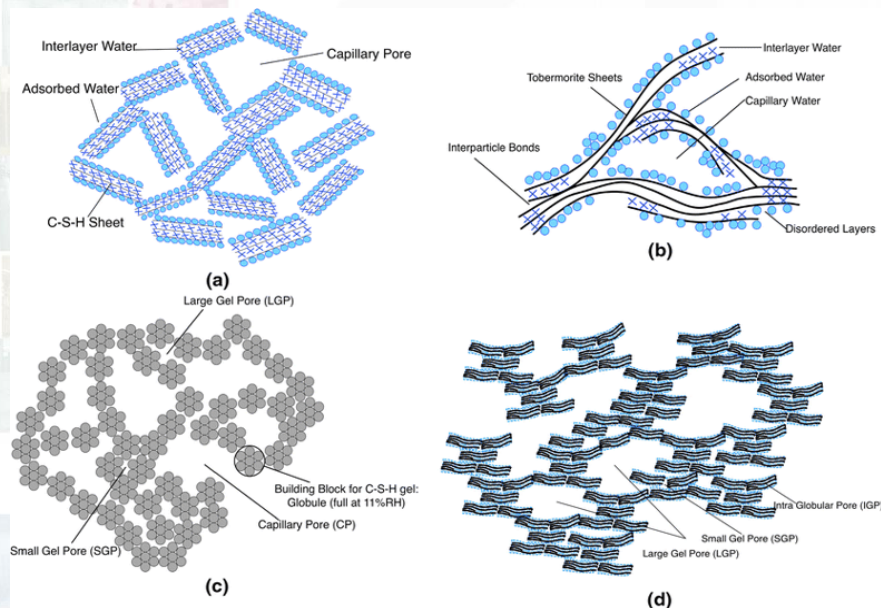 Interlayer Water
Capillary Pore
Adsorbed Water
C-S-H Sheet
(a)
Interlayer Water
Tobermorite Sheets
Adsorbed Water
Capillary Water
Interparticle Bonds
Disordered Layers
(b)
Large Gel Pore (LGP)
Building Block for C-S-H gel:
Globule (full at 11%RH)
Capillary Pore (CP)
Small Gel Pore (SGP)
(c)
Intra Globular Pore (IGP)
Small Gel Pore (SGP)
Large Gel Pore (LGP)
(d)